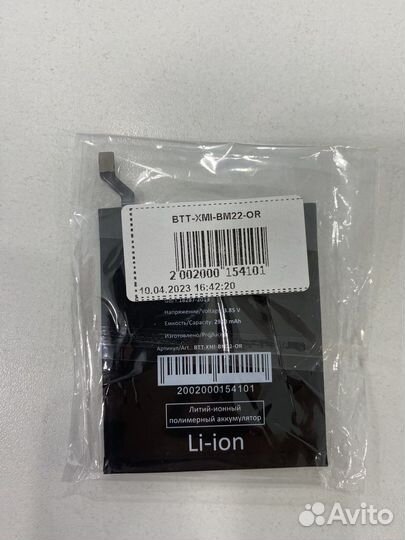 BTT-XMI-BM22-OR
2 002000 154101
10.04.2023 16:42:20
Напряжение/Voltage: 3.85 V
Емкость/Capacity: mAh
Изготовлено/
Артикул/Art.: BTT-XMI-BM22-OR
2002000154101
Литий-ионный
полимерный аккумулятор
Li-ion
Avito